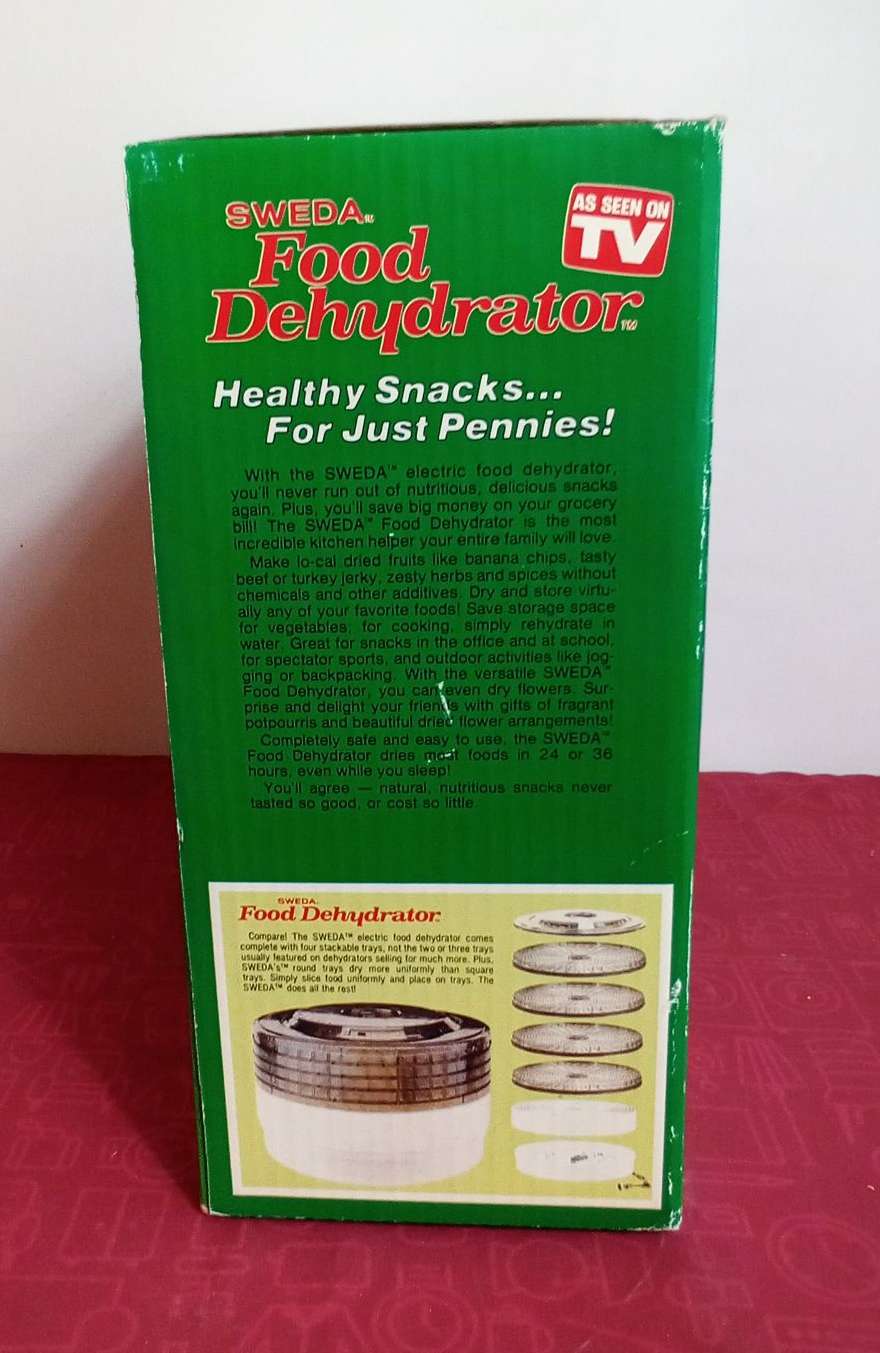 SWEDA™
Food
Dehydrator™
AS SEEN ON
TV
Healthy Snacks...
For Just Pennies!
With the SWEDA™ electric food dehydrator,
you'll never run out of nutritious, delicious snacks
again. Plus, you'll save big money on your grocery
bill! The SWEDA™ Food Dehydrator is the most
incredible kitchen helper your entire family will love.
Make lo-cal dried fruits like banana chips, tasty
beef or turkey jerky, zesty herbs and spices without
chemicals and other additives. Dry and store virtu-
ally any of your favorite foods! Save storage space
for vegetables; for cooking, simply rehydrate in
water. Great for snacks in the office and at school,
for spectator sports, and outdoor activities like jog-
ging or backpacking. With the versatile SWEDA™
Food Dehydrator, you can even dry flowers. Sur-
prise and delight your friends with gifts of fragrant
potpourris and beautiful dried flower arrangements!
Completely safe and easy to use, the SWEDA™
Food Dehydrator dries most foods in 24 or 36
hours, even while you sleep!
You'll agree — natural, nutritious snacks never
tasted so good, or cost so little.
SWEDA™
Food Dehydrator™
Compare! The SWEDA™ electric food dehydrator comes
complete with four stackable trays, not the two or three trays
usually featured on dehydrators selling for much more. Plus,
SWEDA's™ round trays dry more uniformly than square
trays. Simply slice food uniformly and place on trays. The
SWEDA™ does all the rest!